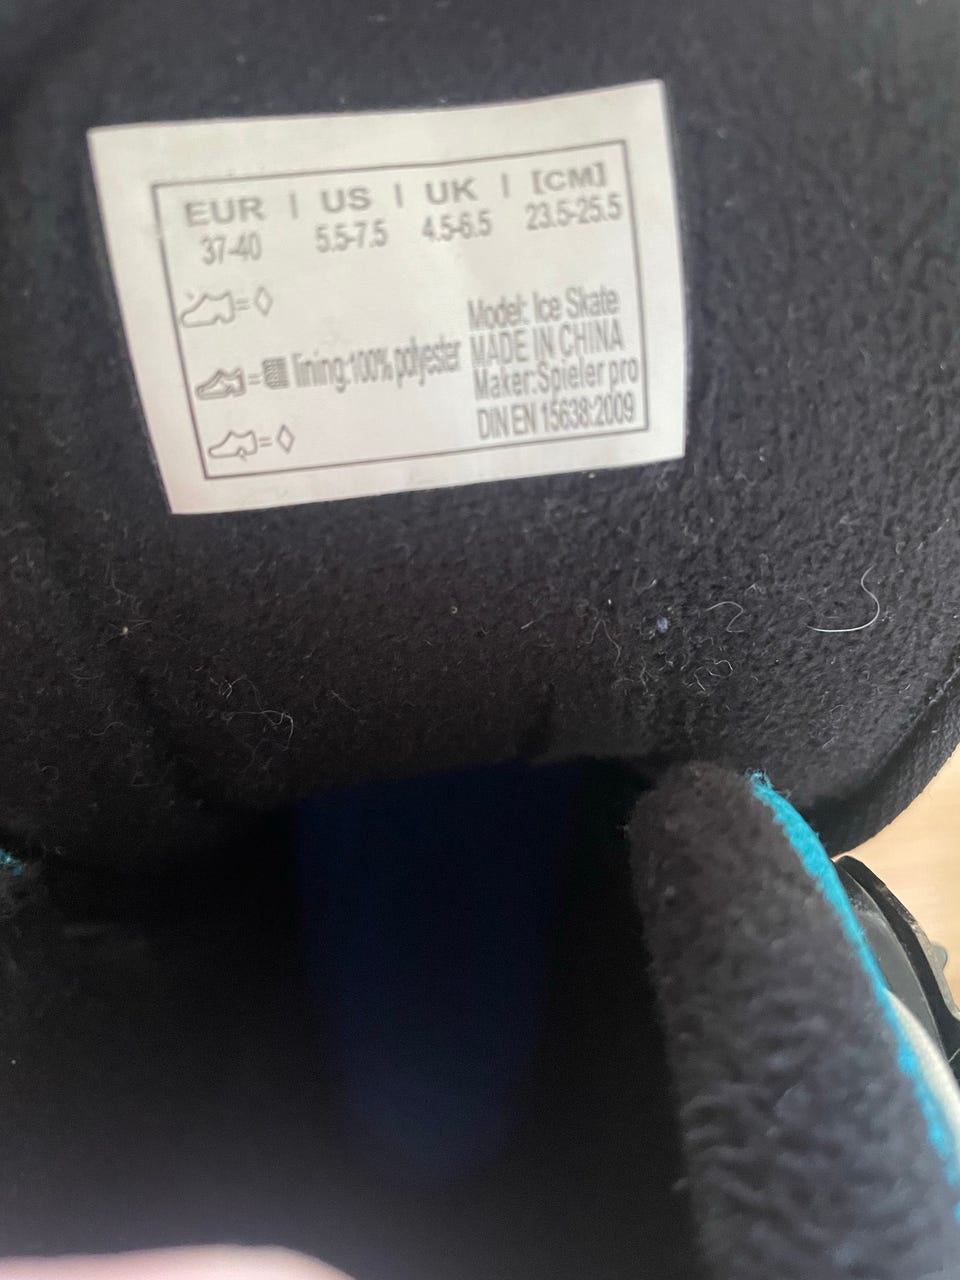 EUR | US | UK | [CM]
37-40 5.5-7.5 4.5-6.5 23.5-25.5
=◊
= lining:100% polyester
=◊
Model: Ice Skate
MADE IN CHINA
Maker:Spieler pro
DIN EN 15638:2009